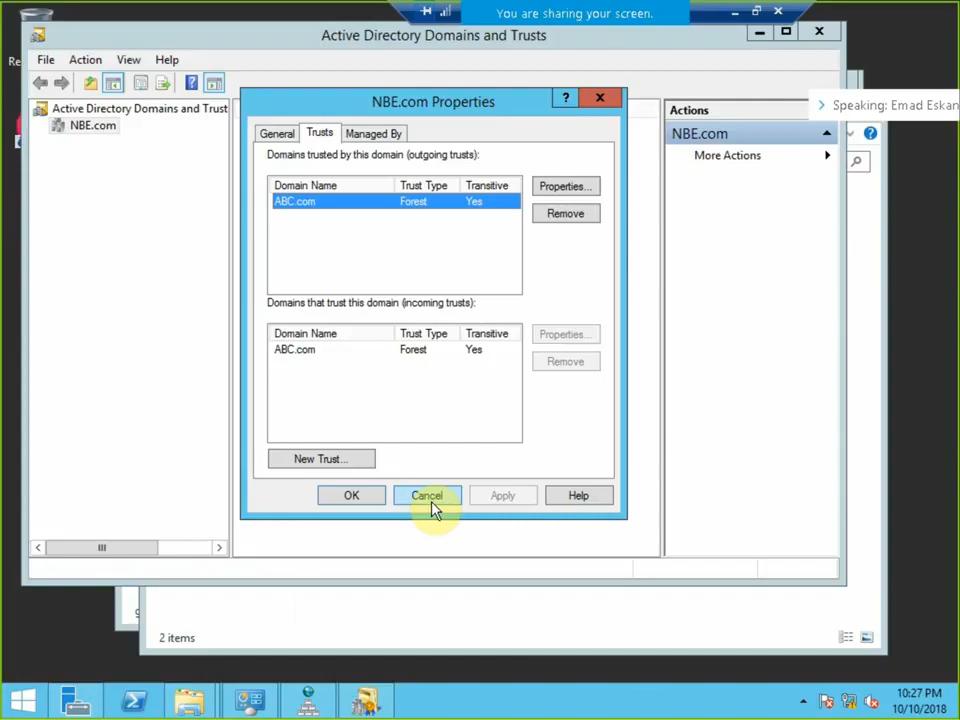 You are sharing your screen.
Re
Active Directory Domains and Trusts
File Action View Help
Active Directory Domains and Trust
NBE.com
NBE.com Properties
?
General Trusts Managed By
Domains trusted by this domain (outgoing trusts):
Domain Name Trust Type Transitive
ABC.com Forest Yes
Properties...
Remove
Domains that trust this domain (incoming trusts):
Domain Name Trust Type Transitive
ABC.com Forest Yes
Properties...
Remove
New Trust...
OK Cancel Apply Help
Actions
NBE.com
More Actions
Speaking: Emad Eskan
2 items
10:27 PM
10/10/2018